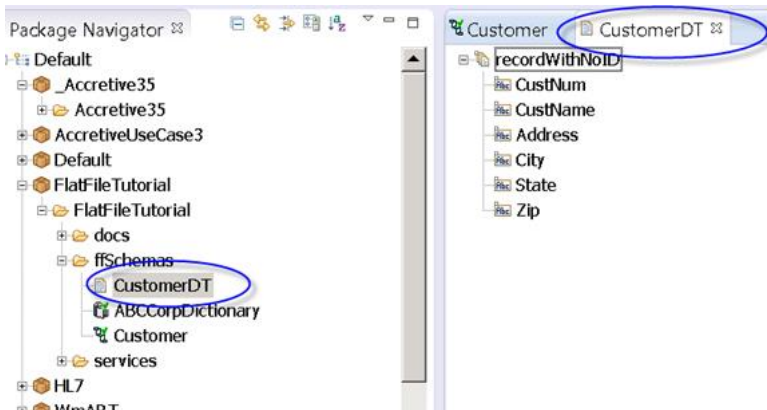 Package Navigator
Default
_Accretive35
Accretive35
AccretiveUseCase3
Default
FlatFileTutorial
FlatFileTutorial
docs
ffSchemas
CustomerDT
ABCCorpDictionary
Customer
services
HL7
WmART
Customer
CustomerDT
recordWithNoID
CustNum
CustName
Address
City
State
Zip